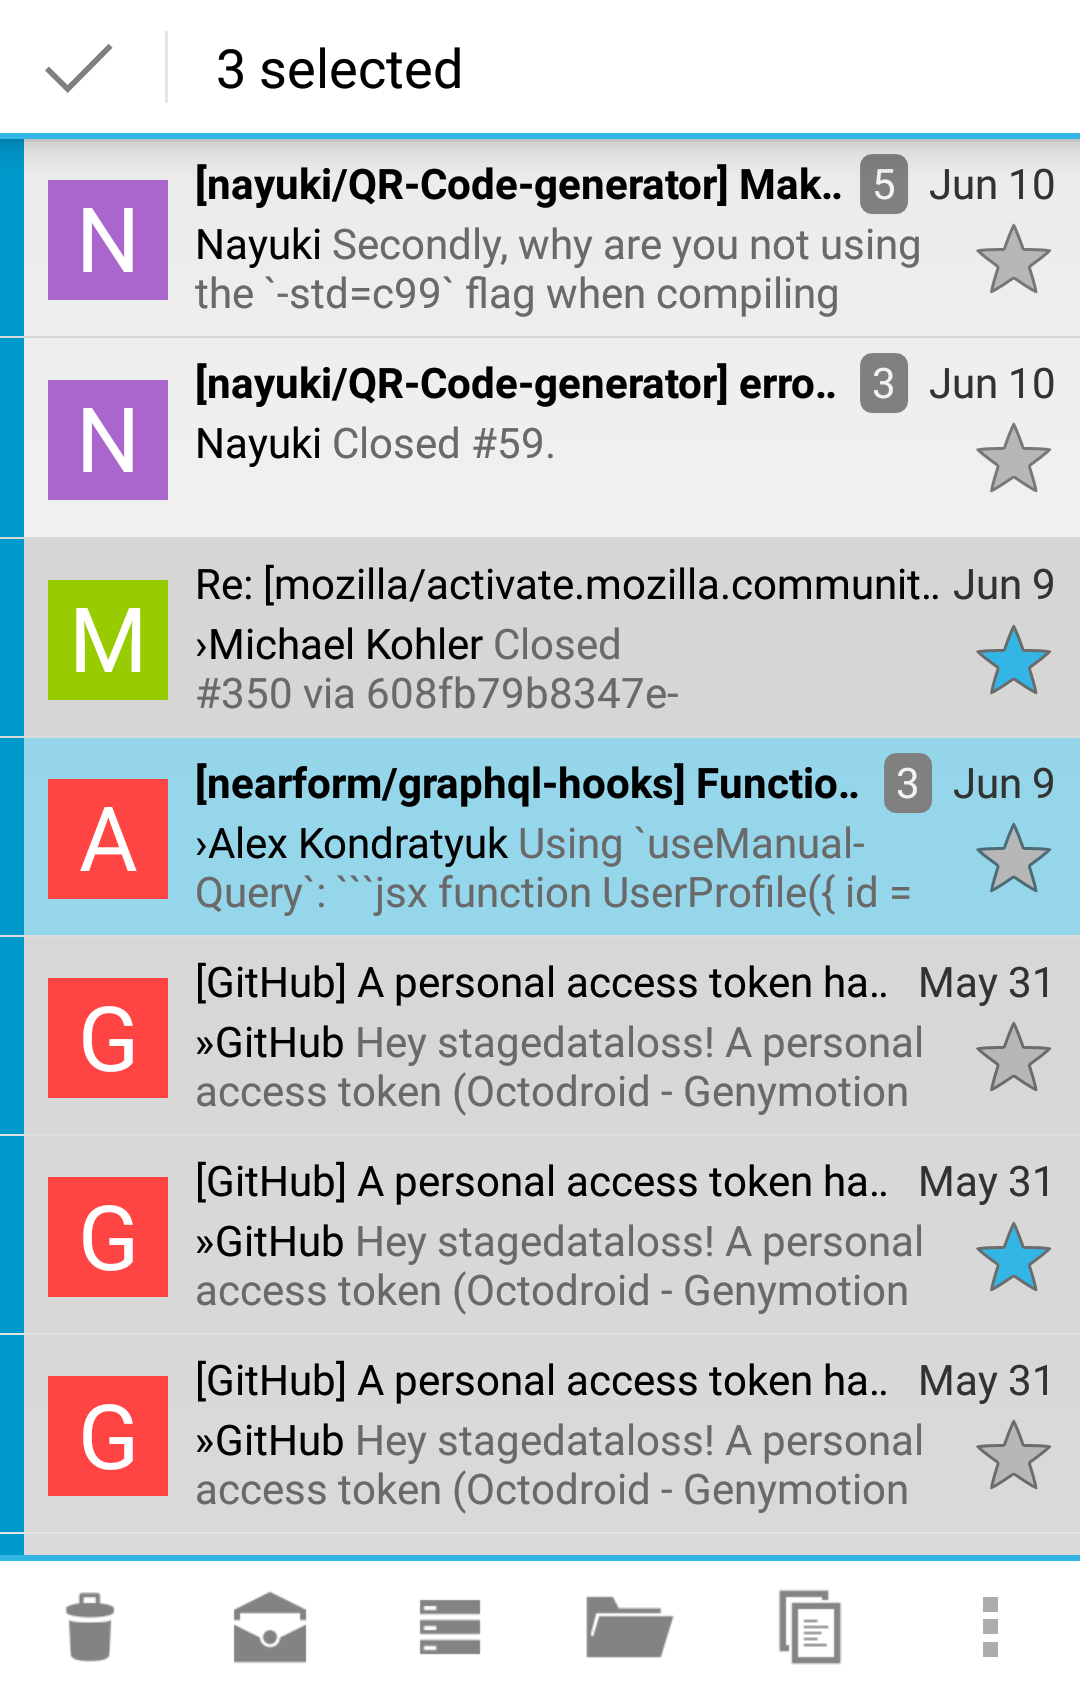 3 selected
[nayuki/QR-Code-generator] Mak.. 5 Jun 10
N
Nayuki Secondly, why are you not using
the `-std=c99` flag when compiling
[nayuki/QR-Code-generator] erro.. 3 Jun 10
N
Nayuki Closed #59.
Re: [mozilla/activate.mozilla.communit.. Jun 9
M
›Michael Kohler Closed
#350 via 608fb79b8347e-
[nearform/graphql-hooks] Functio.. 3 Jun 9
A
›Alex Kondratyuk Using `useManual-
Query`: ```jsx function UserProfile({ id =
[GitHub] A personal access token ha.. May 31
G
»GitHub Hey stagedataloss! A personal
access token (Octodroid - Genymotion
[GitHub] A personal access token ha.. May 31
G
»GitHub Hey stagedataloss! A personal
access token (Octodroid - Genymotion
[GitHub] A personal access token ha.. May 31
G
»GitHub Hey stagedataloss! A personal
access token (Octodroid - Genymotion